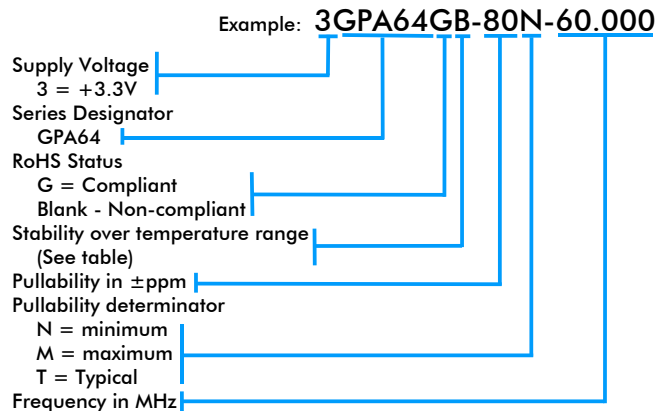 Example: 3GPA64GB-80N-60.000
Supply Voltage
3 = +3.3V
Series Designator
GPA64
RoHS Status
G = Compliant
Blank - Non-compliant
Stability over temperature range
(See table)
Pullability in ±ppm
Pullability determinator
N = minimum
M = maximum
T = Typical
Frequency in MHz